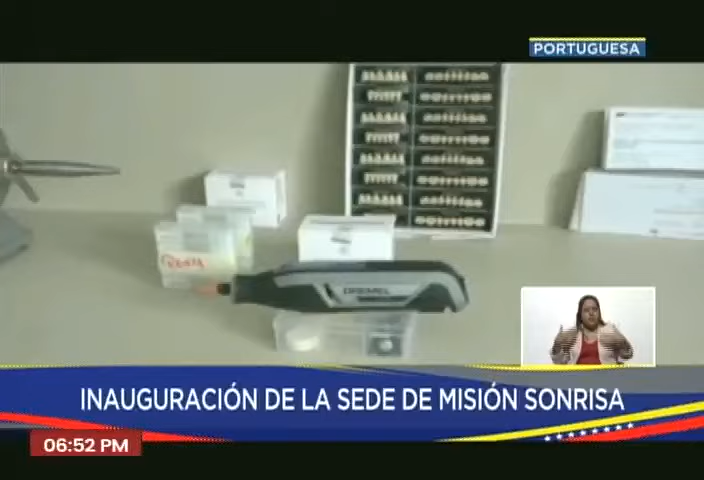 PORTUGUESA
DREMEL
INAUGURACIÓN DE LA SEDE DE MISIÓN SONRISA
06:52 PM